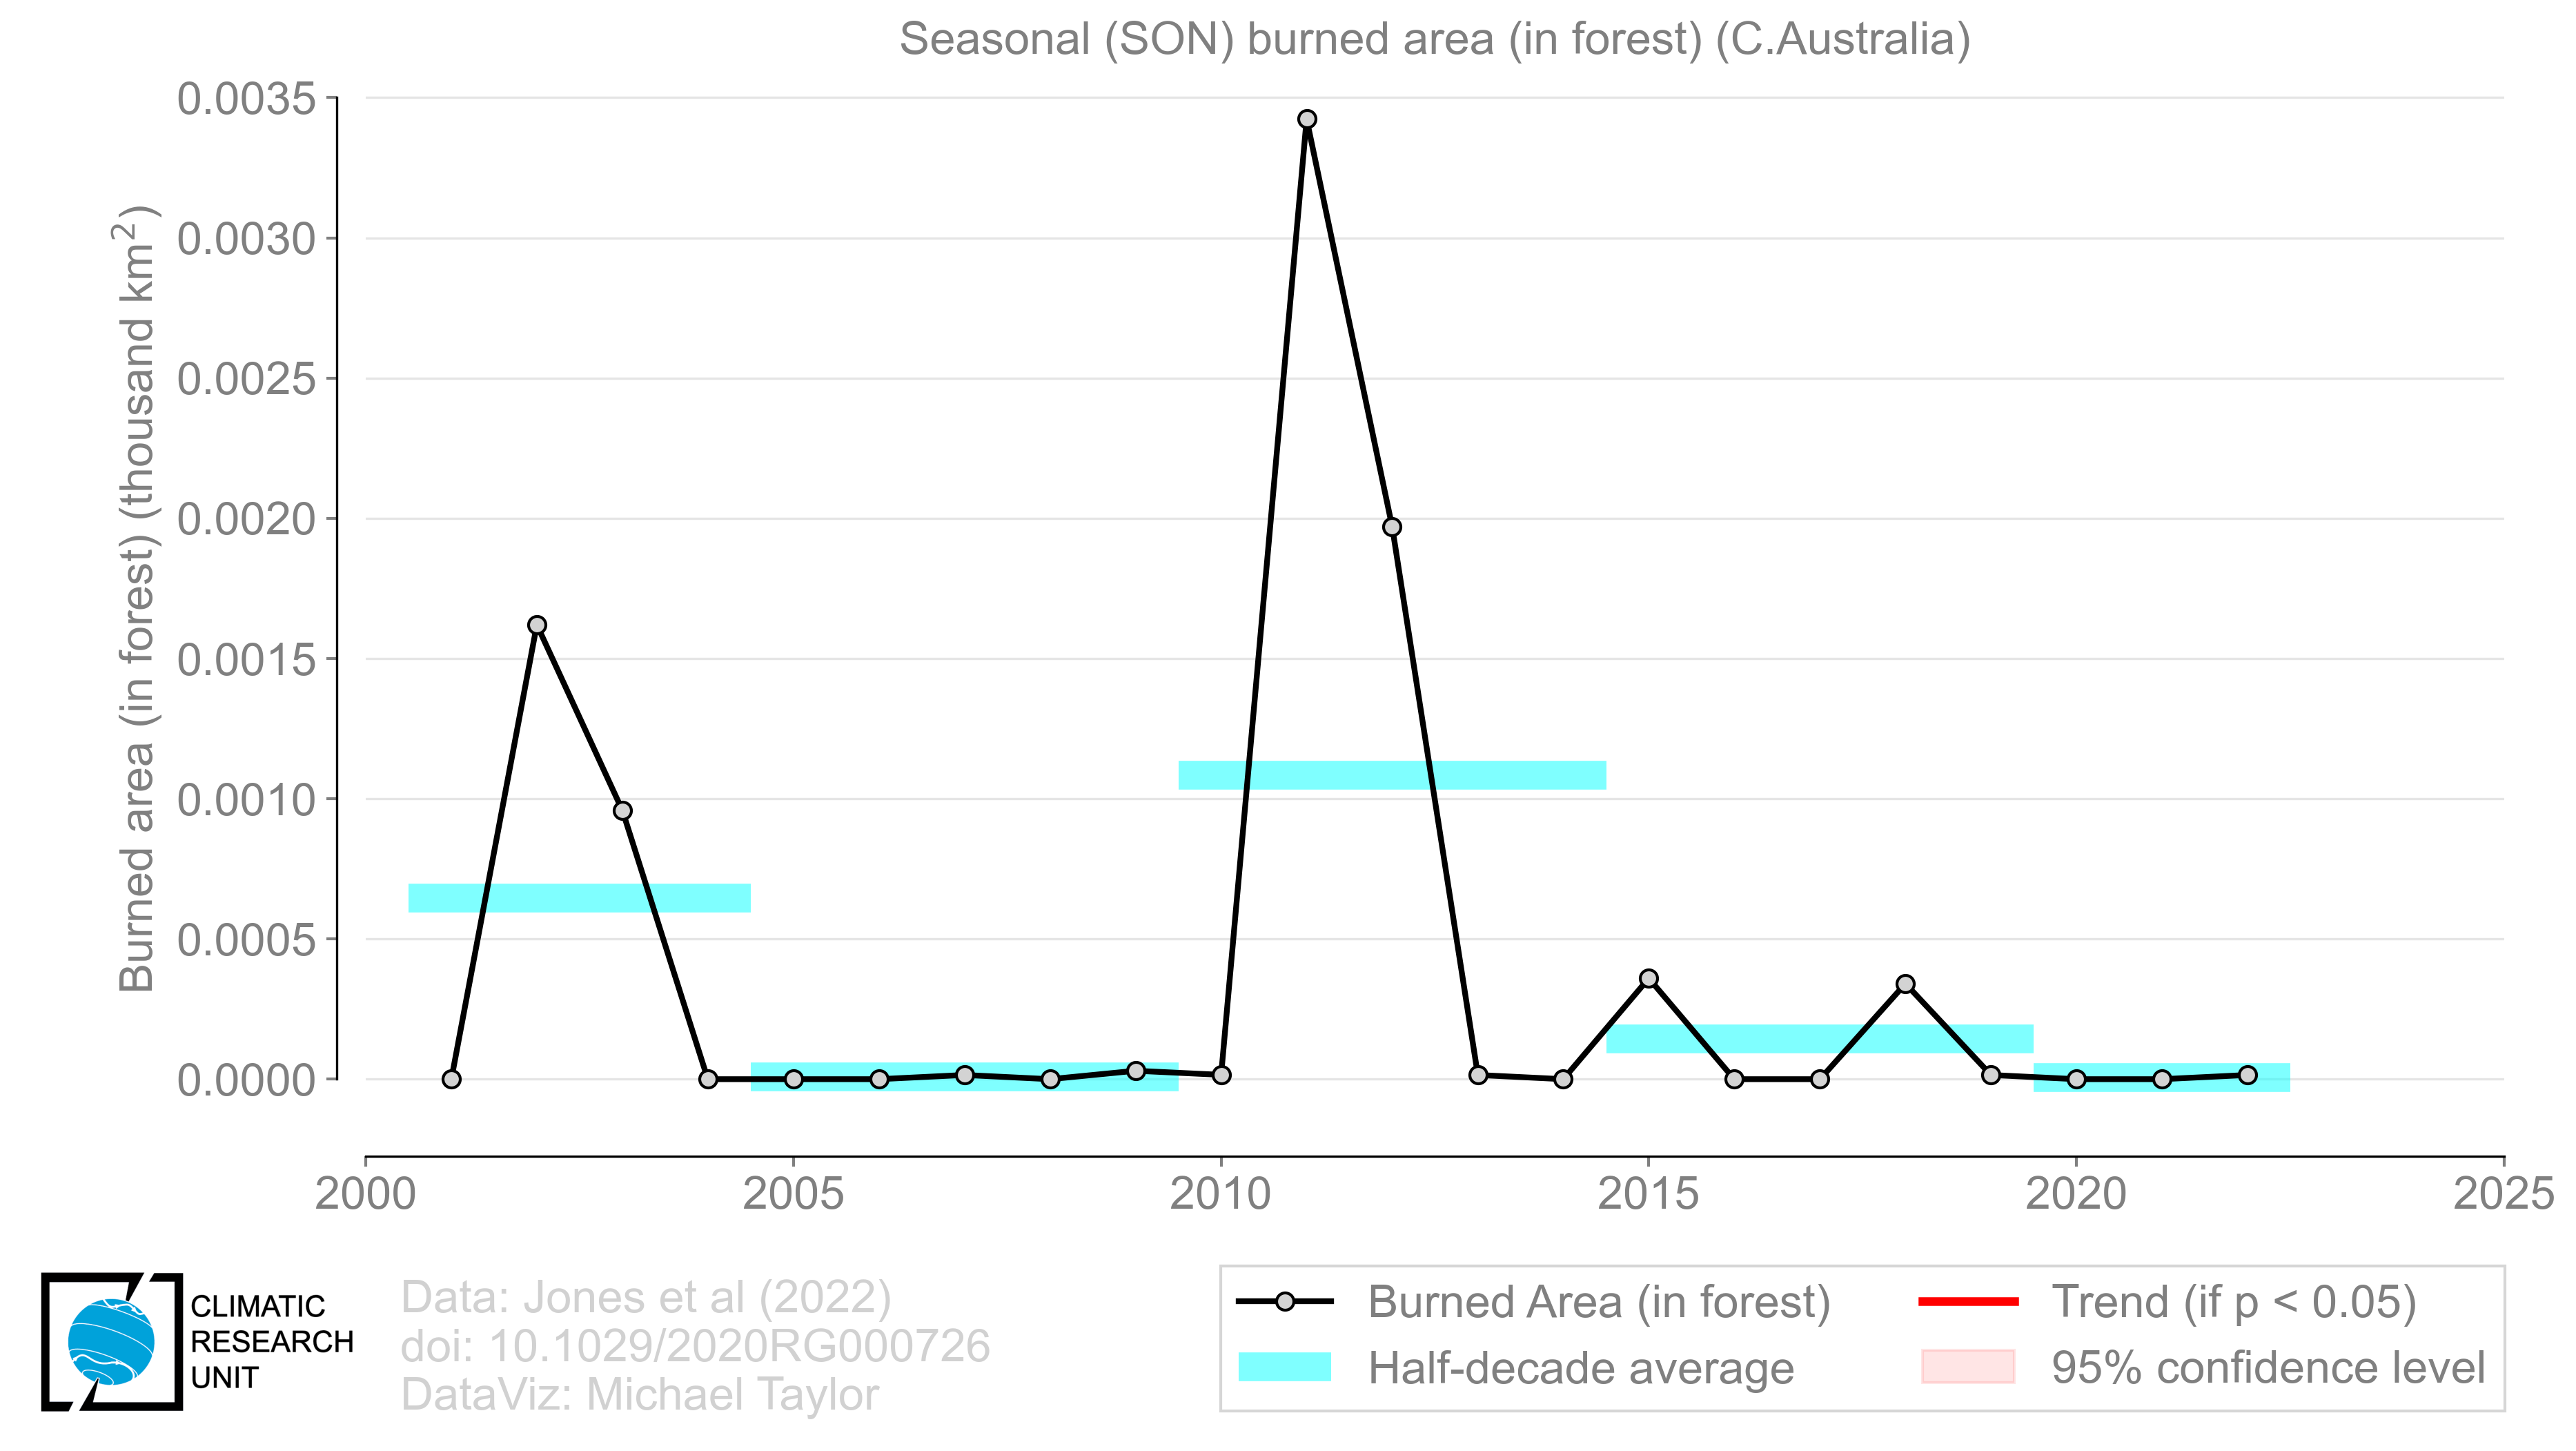 Seasonal (SON) burned area (in forest) (C.Australia)
Burned area (in forest) (thousand km²)
0.0035
0.0030
0.0025
0.0020
0.0015
0.0010
0.0005
0.0000
2000 2005 2010 2015 2020 2025
CLIMATIC
RESEARCH
UNIT
Data: Jones et al (2022)
doi: 10.1029/2020RG000726
DataViz: Michael Taylor
Burned Area (in forest)
Half-decade average
Trend (if p < 0.05)
95% confidence level